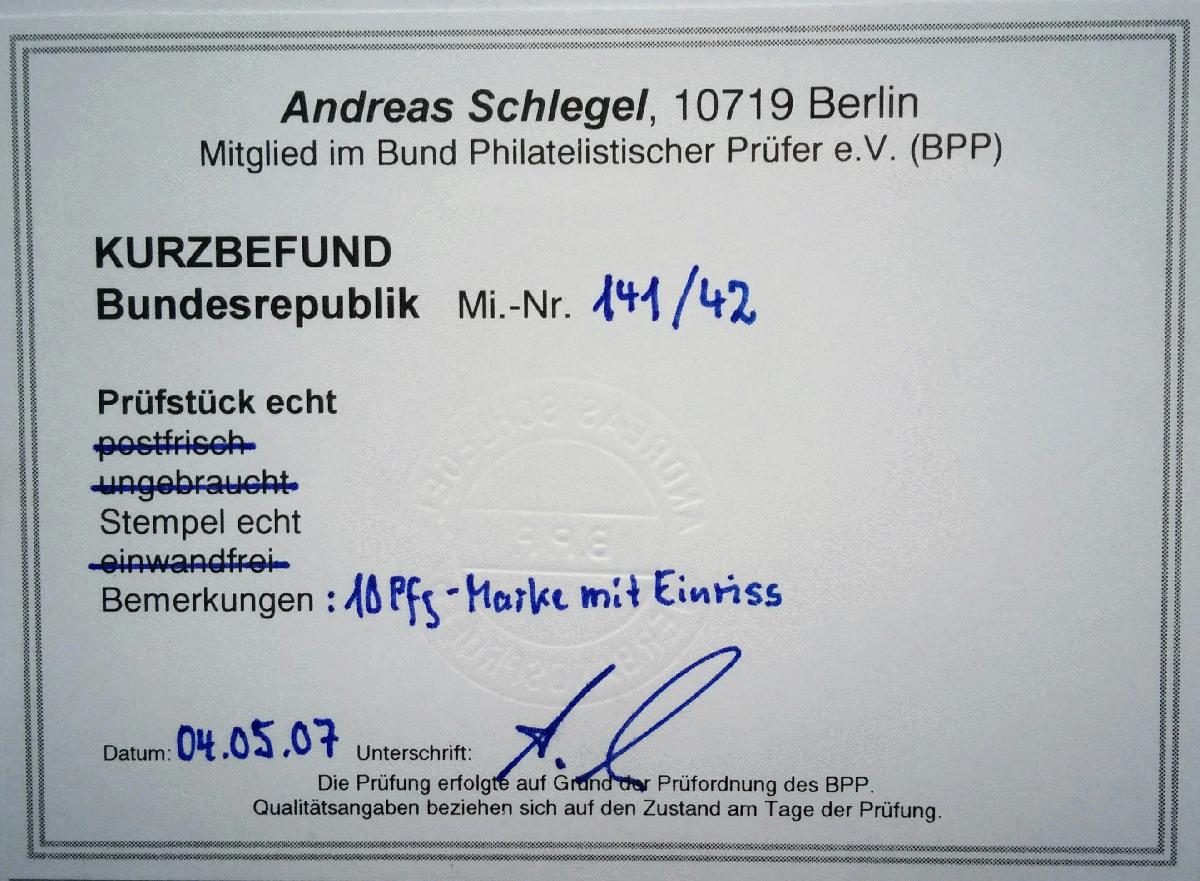 Andreas Schlegel, 10719 Berlin
Mitglied im Bund Philatelistischer Prüfer e.V. (BPP)
KURZBEFUND
Bundesrepublik Mi.-Nr. 141/42
Prüfstück echt
postfrisch
ungebraucht
Stempel echt
einwandfrei
Bemerkungen : 10 Pfg-Marke mit Einriss
Datum: 04.05.07 Unterschrift:
Die Prüfung erfolgte auf Grund der Prüfordnung des BPP.
Qualitätsangaben beziehen sich auf den Zustand am Tage der Prüfung.